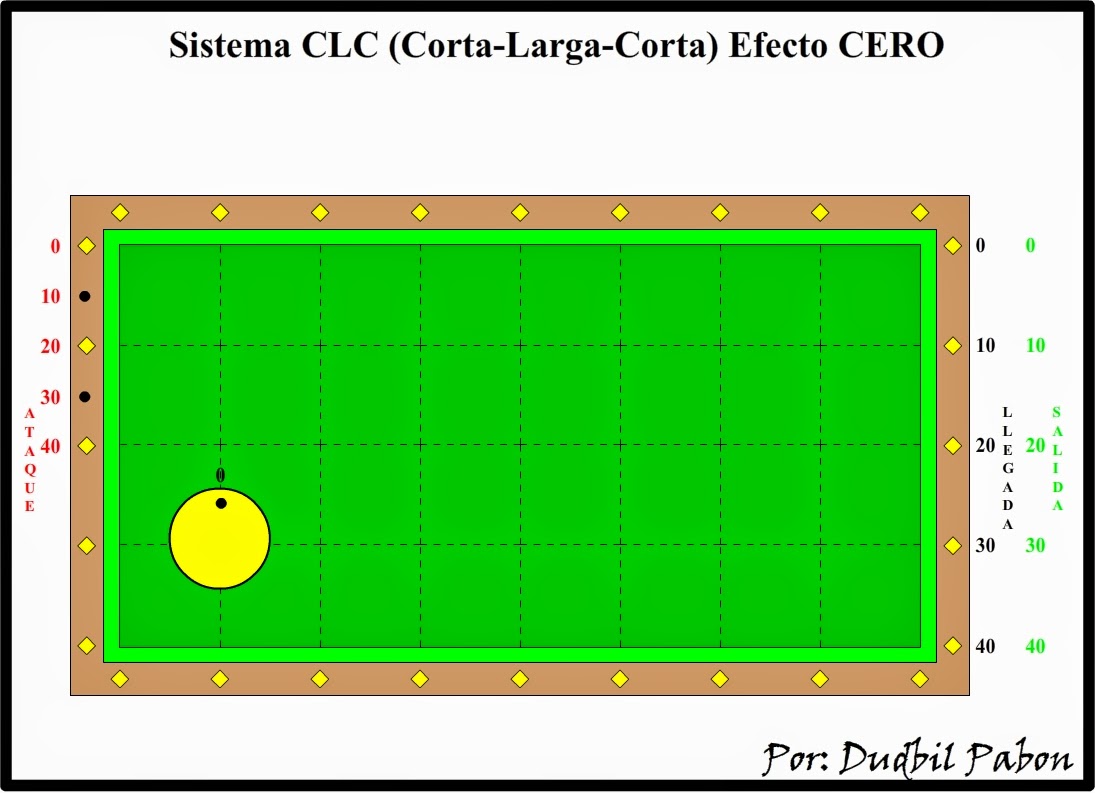 Sistema CLC (Corta-Larga-Corta) Efecto CERO
0 0 0
10
20 10 10
30
40 20 20
ATAQUE
LLEGADA
SALIDA
0
30 30
40 40
Por: Dudbil Pabon